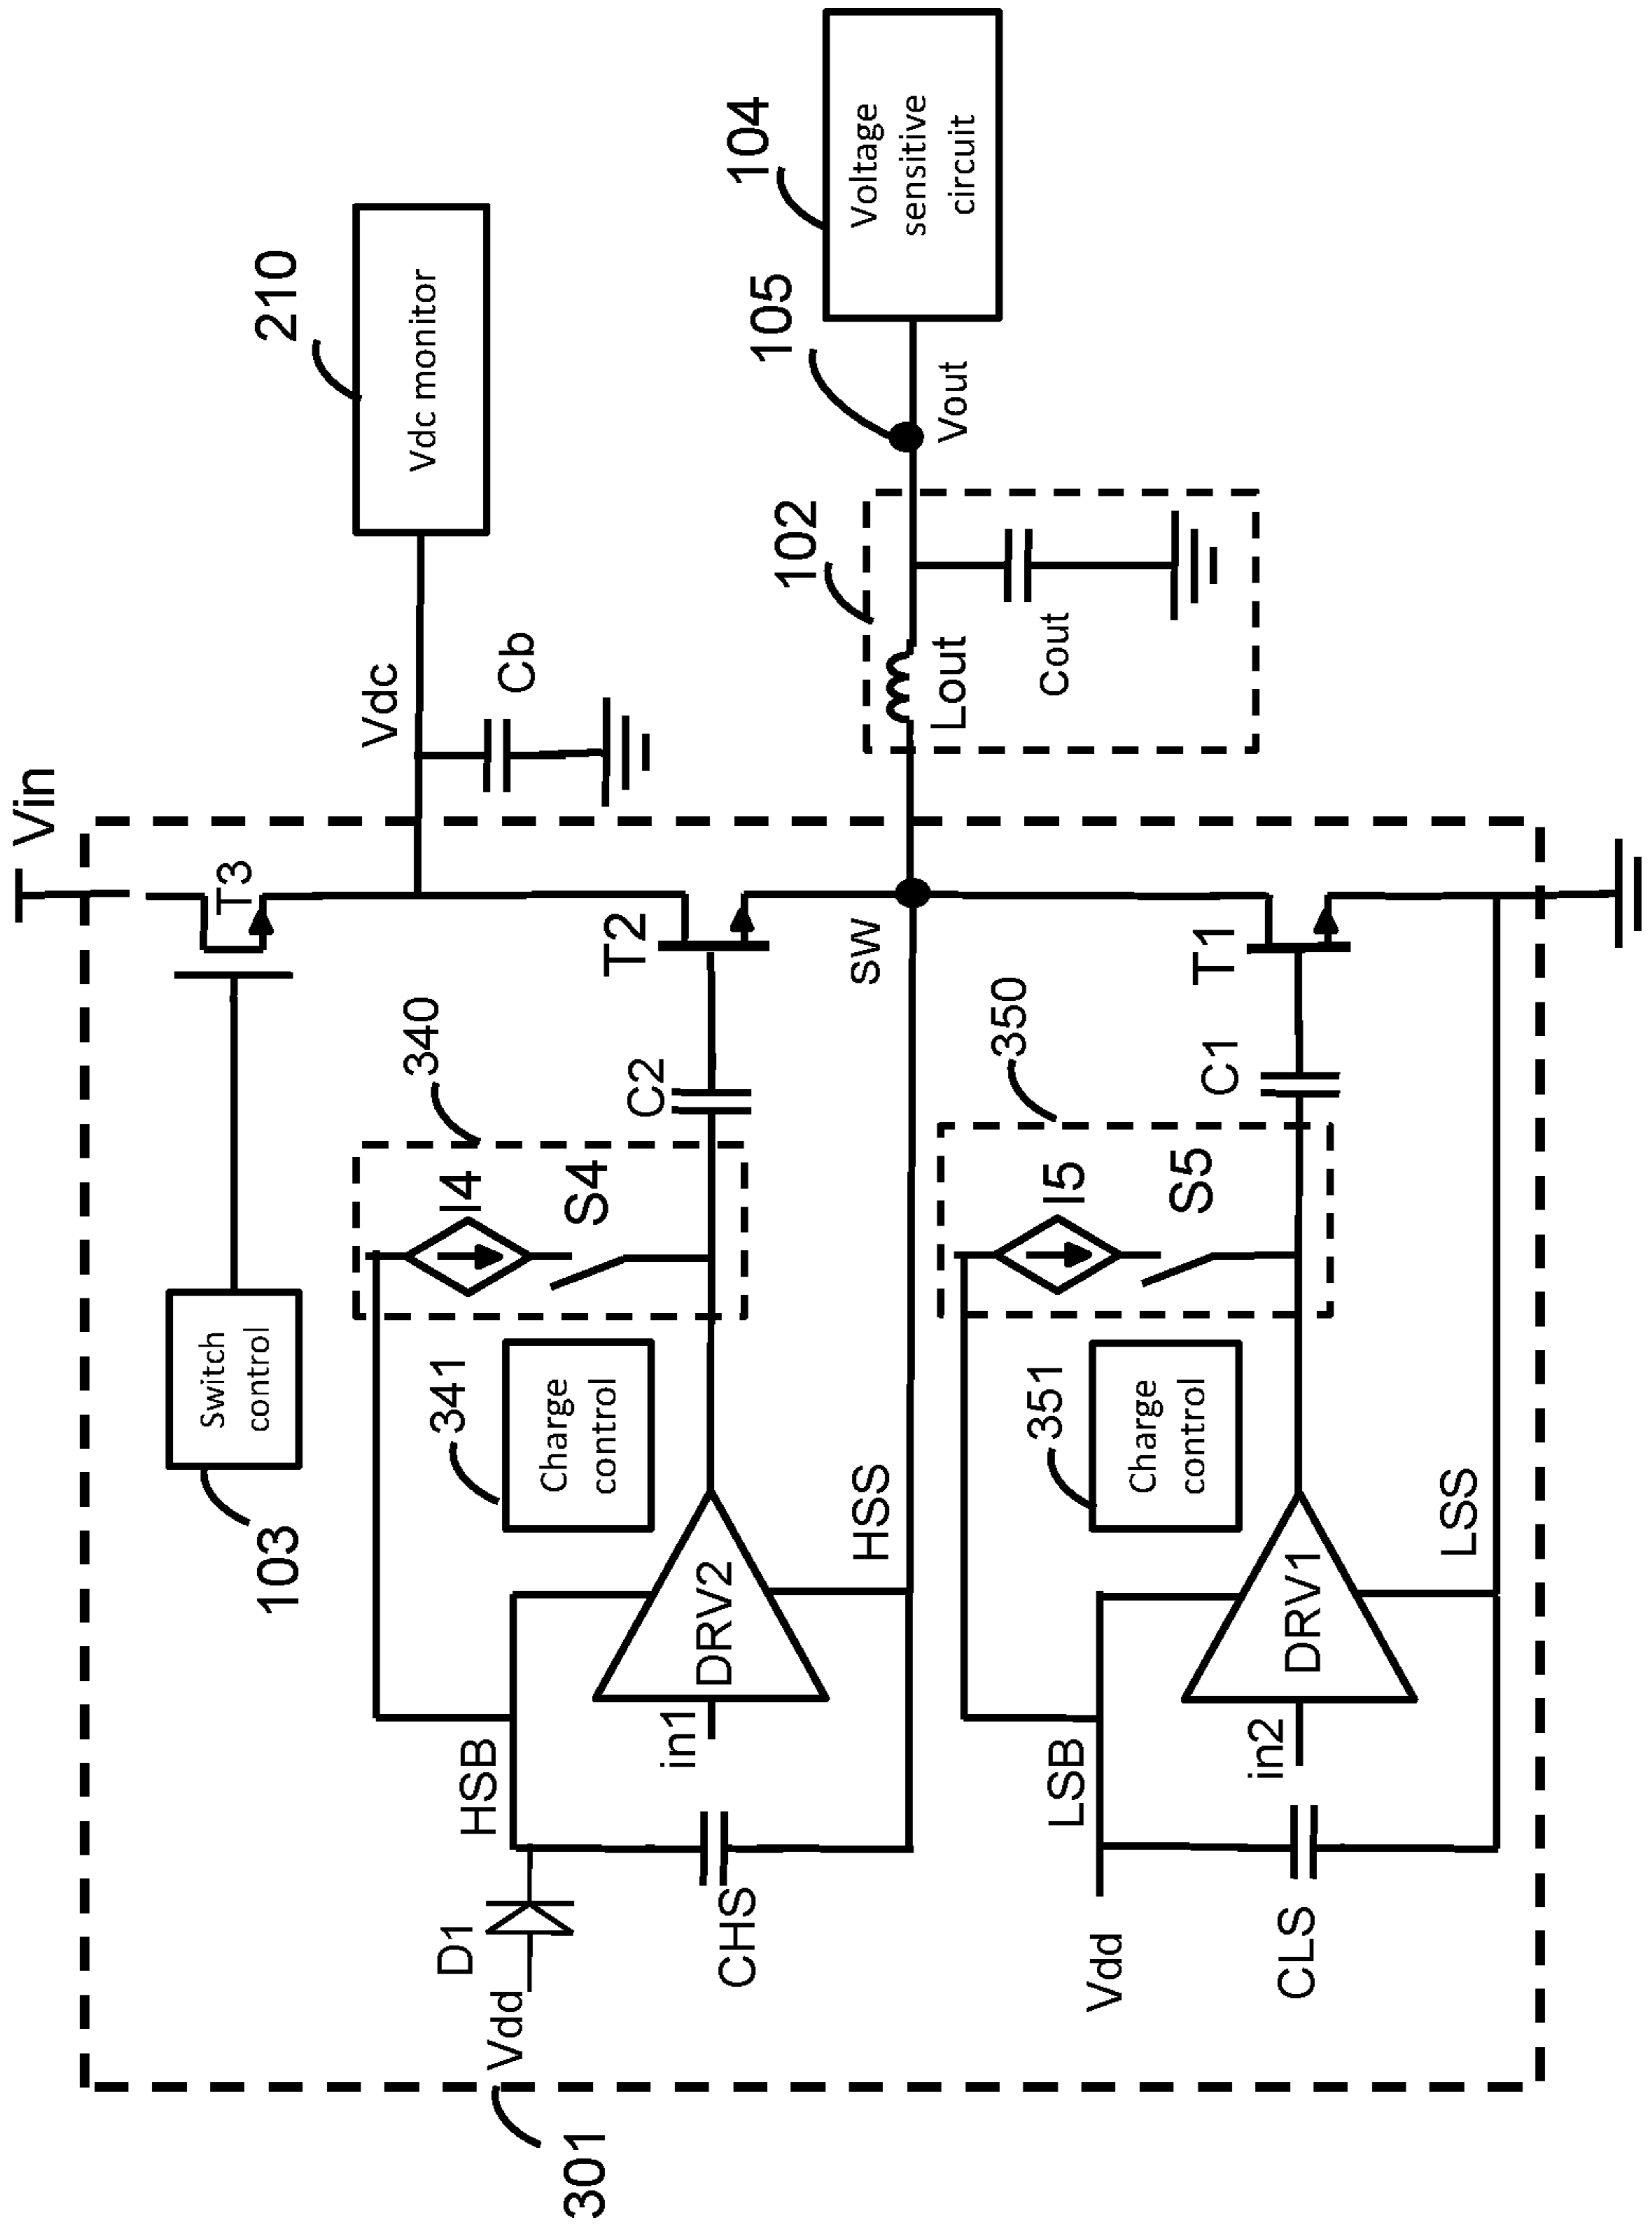 Vin
T3
Vdc
Cb
Vdc monitor
210
Switch
control
103
340
I4
S4
C2
T2
341
Charge
control
HSB
D1
Vdd
CHS
in1
DRV2
HSS
SW
102
Lout
Cout
105
Vout
104
Voltage
sensitive
circuit
350
I5
S5
C1
T1
351
Charge
control
LSB
Vdd
CLS
in2
DRV1
LSS
301